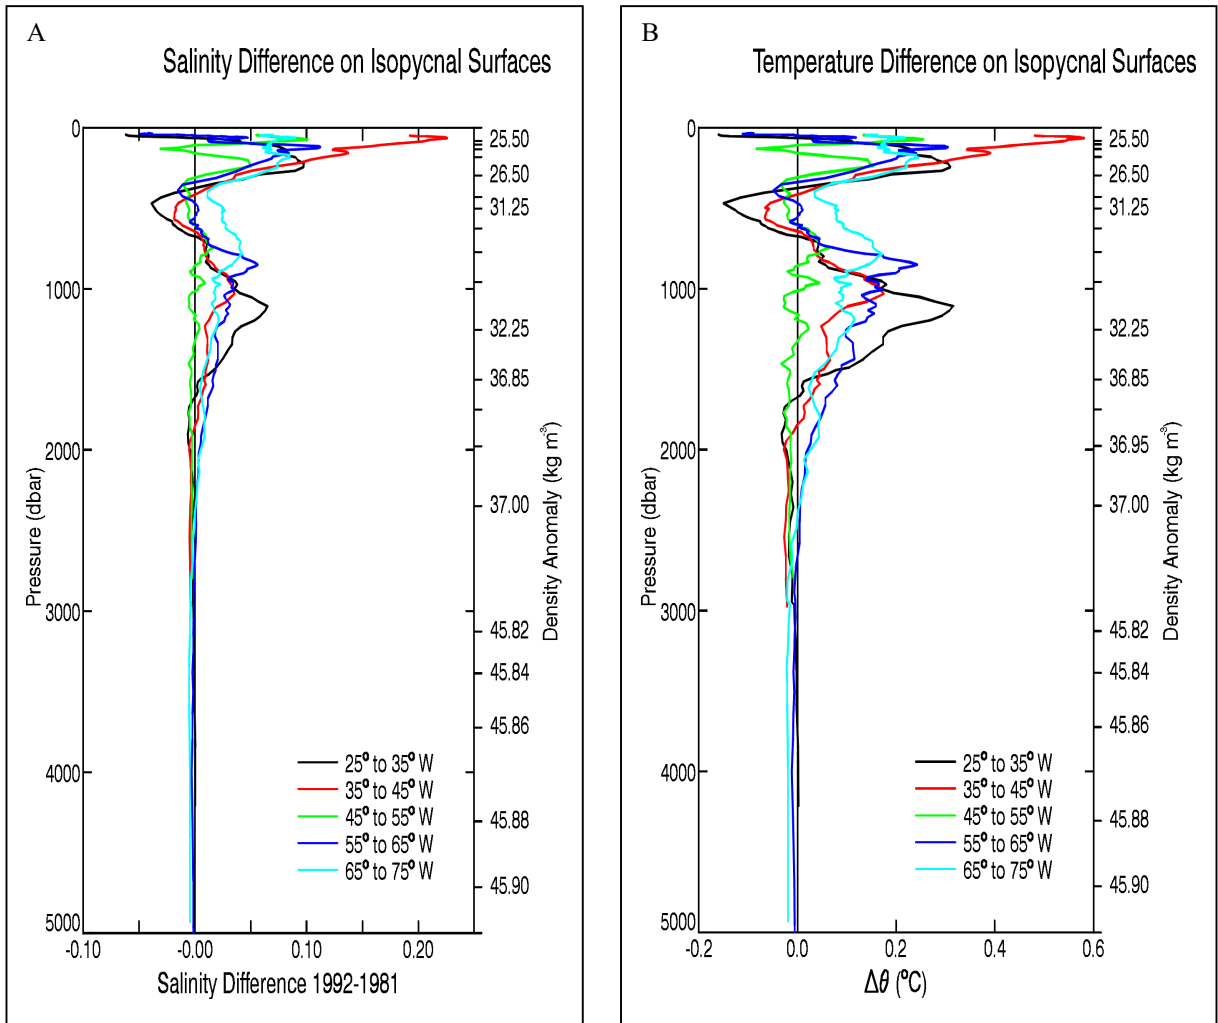 A
Salinity Difference on Isopycnal Surfaces
0
1000
2000
3000
4000
5000
Pressure (dbar)
-0.10
-0.00
0.10
0.20
Salinity Difference 1992-1981
25.50
26.50
31.25
32.25
36.85
36.95
37.00
45.82
45.84
45.86
45.88
45.90
Density Anomaly (kg m⁻³)
25° to 35° W
35° to 45° W
45° to 55° W
55° to 65° W
65° to 75° W
B
Temperature Difference on Isopycnal Surfaces
0
1000
2000
3000
4000
5000
Pressure (dbar)
-0.2
0.0
0.2
0.4
0.6
Δθ (°C)
25.50
26.50
31.25
32.25
36.85
36.95
37.00
45.82
45.84
45.86
45.88
45.90
Density Anomaly (kg m⁻³)
25° to 35° W
35° to 45° W
45° to 55° W
55° to 65° W
65° to 75° W